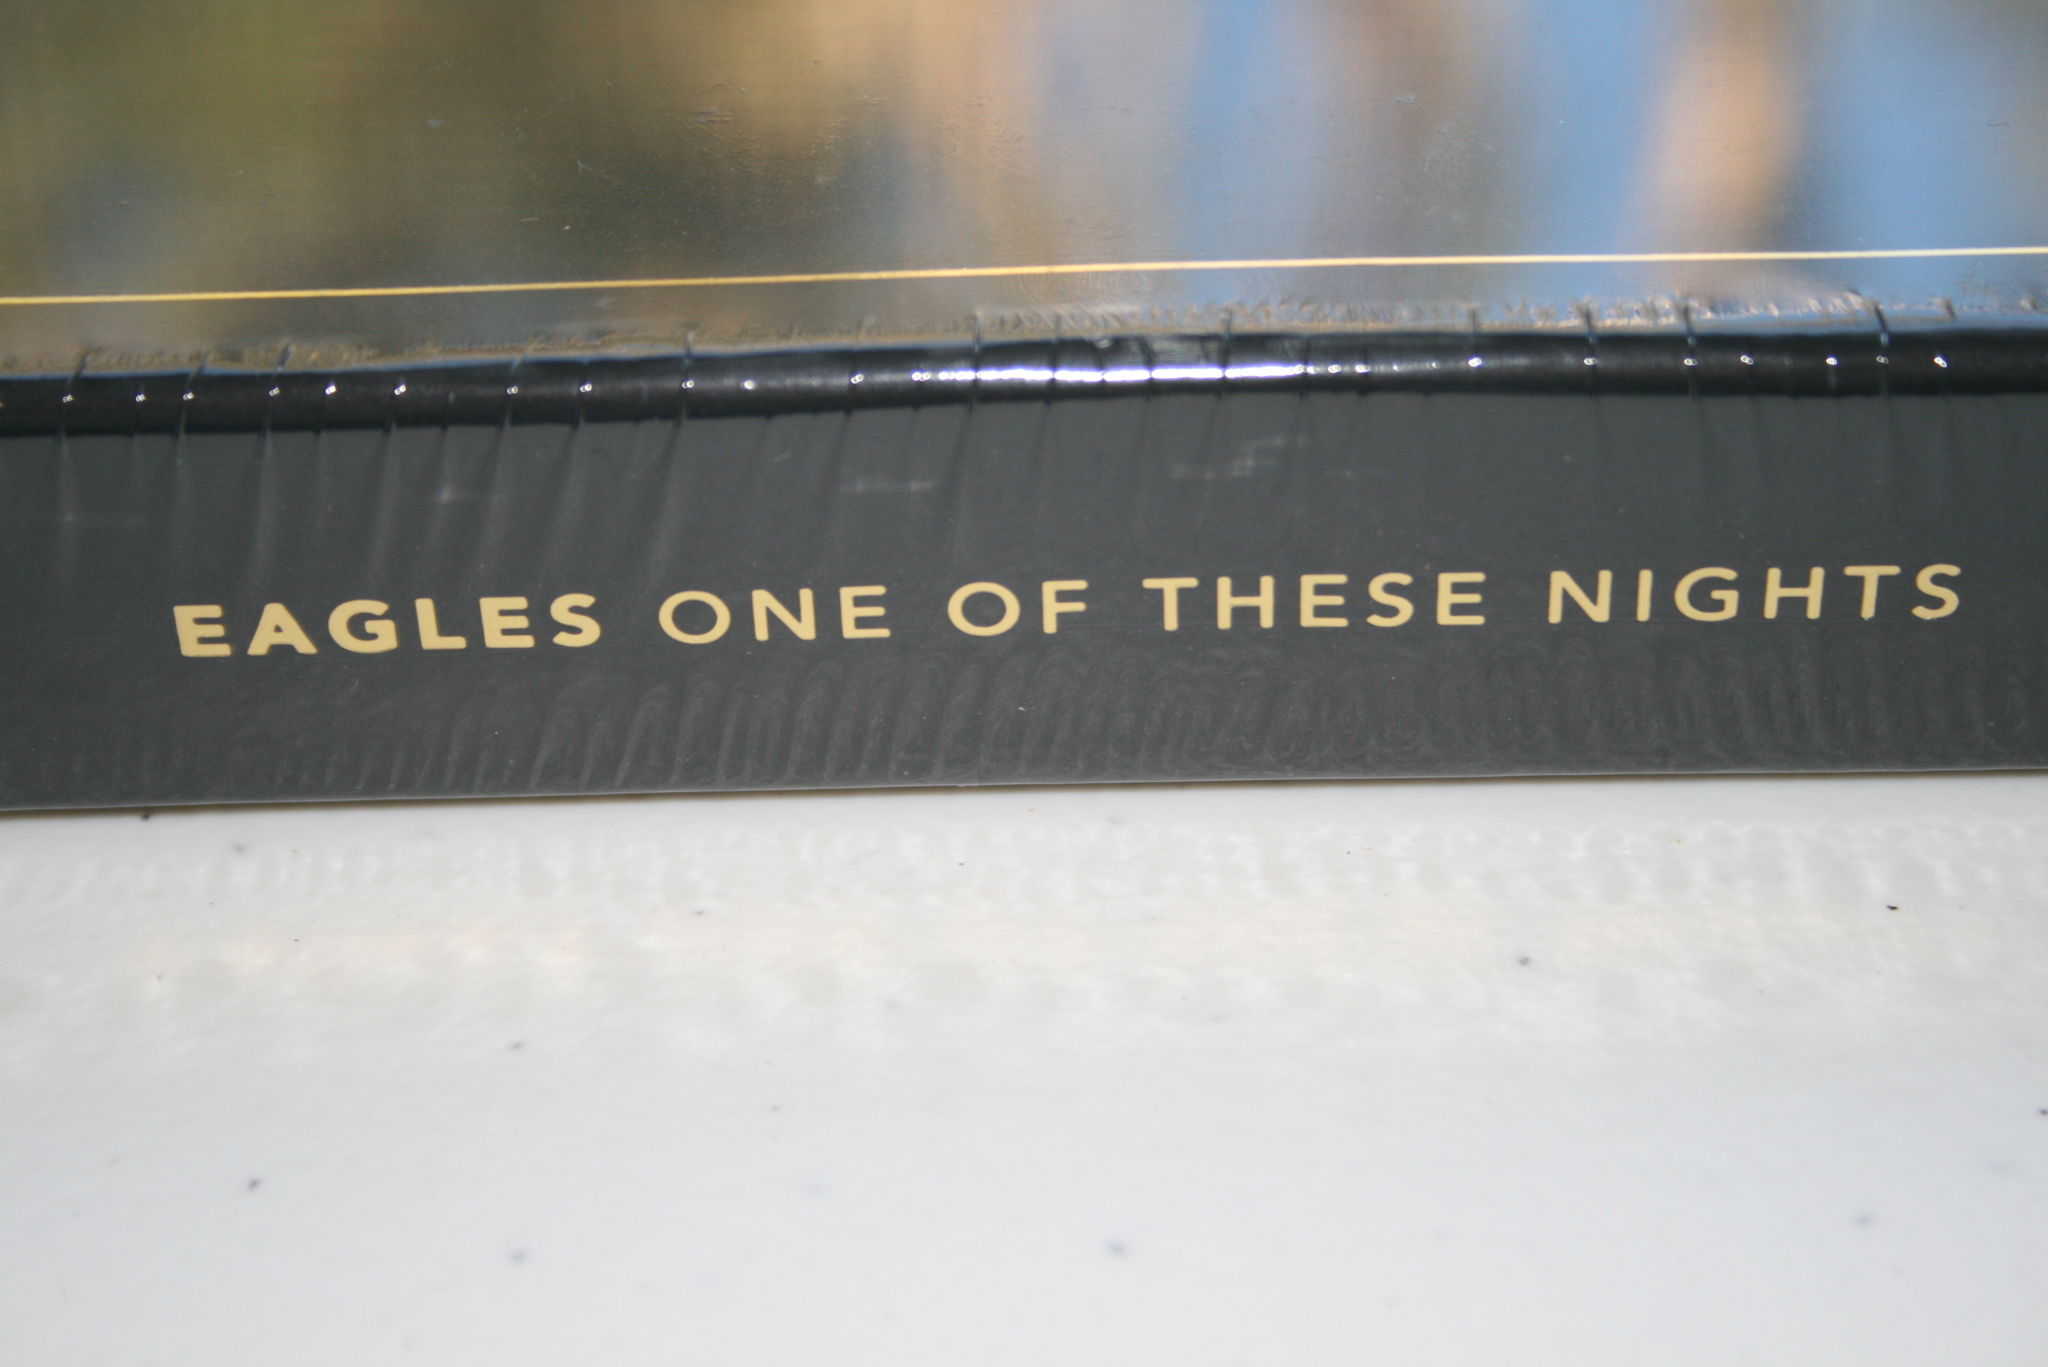 EAGLES ONE OF THESE NIGHTS